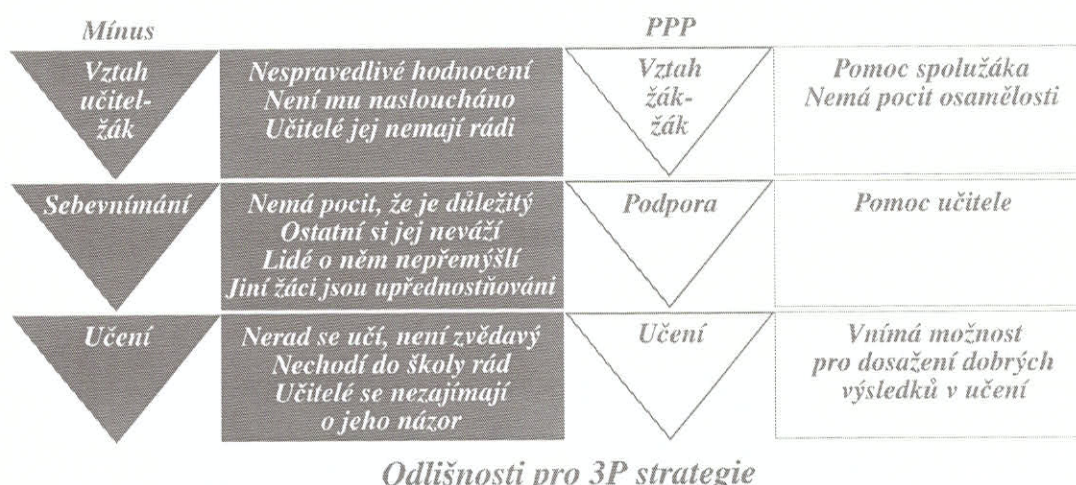 Mínus
PPP
Vztah
učitel-
žák
Nespravedlivé hodnocení
Není mu nasloucháno
Učitelé jej nemají rádi
Vztah
žák-
žák
Pomoc spolužáka
Nemá pocit osamělosti
Sebevnímání
Nemá pocit, že je důležitý
Ostatní si jej neváží
Lidé o něm nepřemýšlí
Jiní žáci jsou upřednostňováni
Podpora
Pomoc učitele
Učení
Nerad se učí, není zvědavý
Nechodí do školy rád
Učitelé se nezajímají
o jeho názor
Učení
Vnímá možnost
pro dosažení dobrých
výsledků v učení
Odlišnosti pro 3P strategie